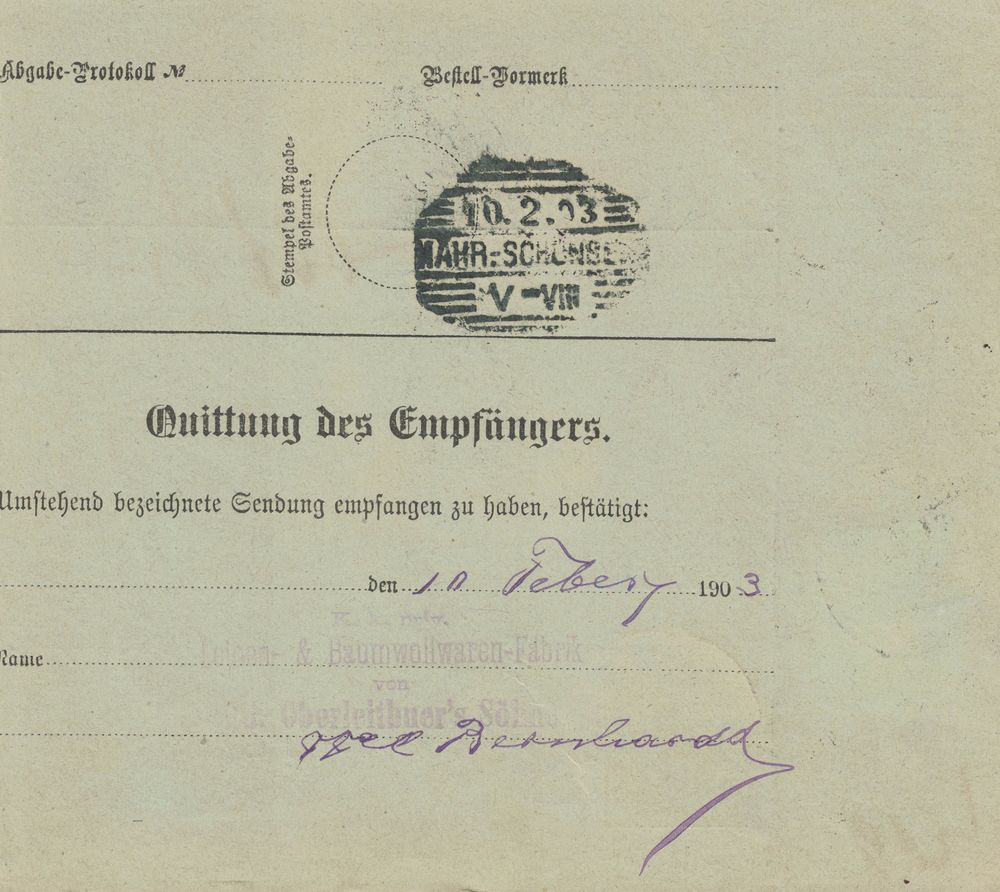 Abgabe-Protokoll №
Bestell-Vormerk
Stempel des Abgabe-
Postamtes.
10.2.03
MÄHR.-SCHÖNBE
V-VIII
Quittung des Empfängers.
Umstehend bezeichnete Sendung empfangen zu haben, bestätigt:
den 10 Feber 1903
K. priv.
Leinen- & Baumwollwaren-Fabrik
Name
von
Oberleithner's Söhne
Bernhardt